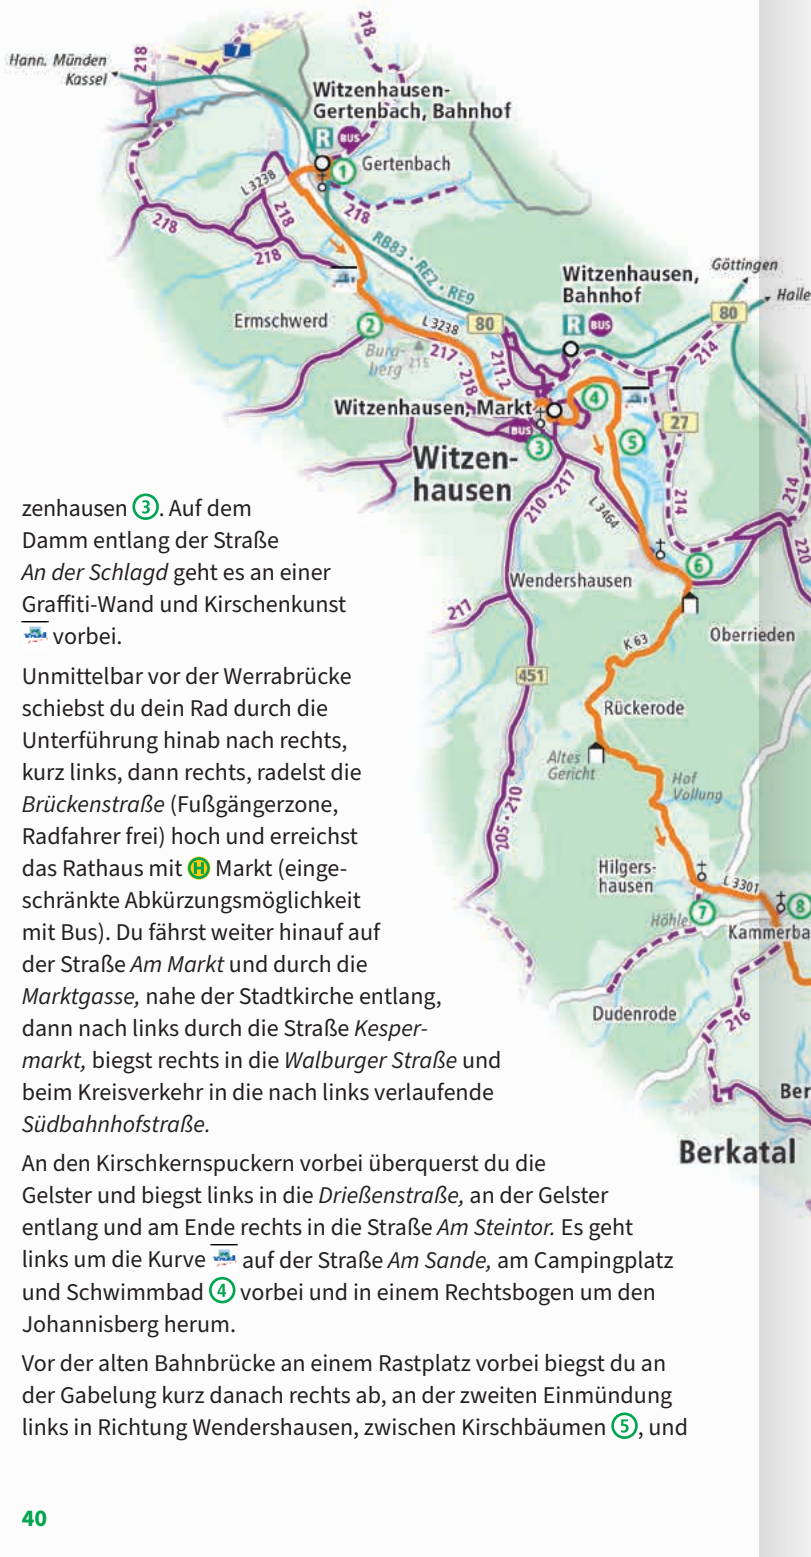 218
7
218
Hann. Münden
Kassel
Witzenhausen-
Gertenbach, Bahnhof
R BUS
1 Gertenbach
L 3238
218
218
218
218
RB83 • RE2 • RE9
Göttingen
Halle
Witzenhausen,
Bahnhof
R BUS
80
214
Ermschwerd
2
L 3238
80
Burg-
berg 215
217 • 218
211.2
Witzenhausen, Markt
4
27
BUS
3
5
Witzen-
hausen
210 • 217
L 3464
214
214
220
6
Wendershausen
217
Oberrieden
K 63
451
Rückerode
Altes
Gericht
Hof
Vollung
205 • 210
Hilgers-
hausen
L 3301
Höhle
7
8
Kammerba
Dudenrode
216
Ber
Berkatal
zenhausen 3. Auf dem
Damm entlang der Straße
An der Schlagd geht es an einer
Graffiti-Wand und Kirschenkunst
vorbei.
Unmittelbar vor der Werrabrücke
schiebst du dein Rad durch die
Unterführung hinab nach rechts,
kurz links, dann rechts, radelst die
Brückenstraße (Fußgängerzone,
Radfahrer frei) hoch und erreichst
das Rathaus mit H Markt (einge-
schränkte Abkürzungsmöglichkeit
mit Bus). Du fährst weiter hinauf auf
der Straße Am Markt und durch die
Marktgasse, nahe der Stadtkirche entlang,
dann nach links durch die Straße Kesper-
markt, biegst rechts in die Walburger Straße und
beim Kreisverkehr in die nach links verlaufende
Südbahnhofstraße.
An den Kirschkernspuckern vorbei überquerst du die
Gelster und biegst links in die Drießenstraße, an der Gelster
entlang und am Ende rechts in die Straße Am Steintor. Es geht
links um die Kurve auf der Straße Am Sande, am Campingplatz
und Schwimmbad 4 vorbei und in einem Rechtsbogen um den
Johannisberg herum.
Vor der alten Bahnbrücke an einem Rastplatz vorbei biegst du an
der Gabelung kurz danach rechts ab, an der zweiten Einmündung
links in Richtung Wendershausen, zwischen Kirschbäumen 5, und
40